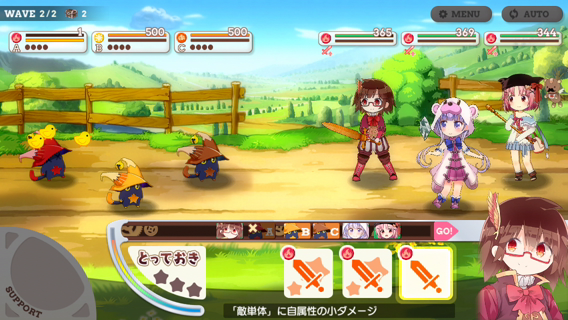 WAVE 2/2 2
MENU
AUTO
1
A
500
B
500
C
365
369
344
B
C
GO!
とっておき
SUPPORT
「敵単体」に自属性の小ダメージ